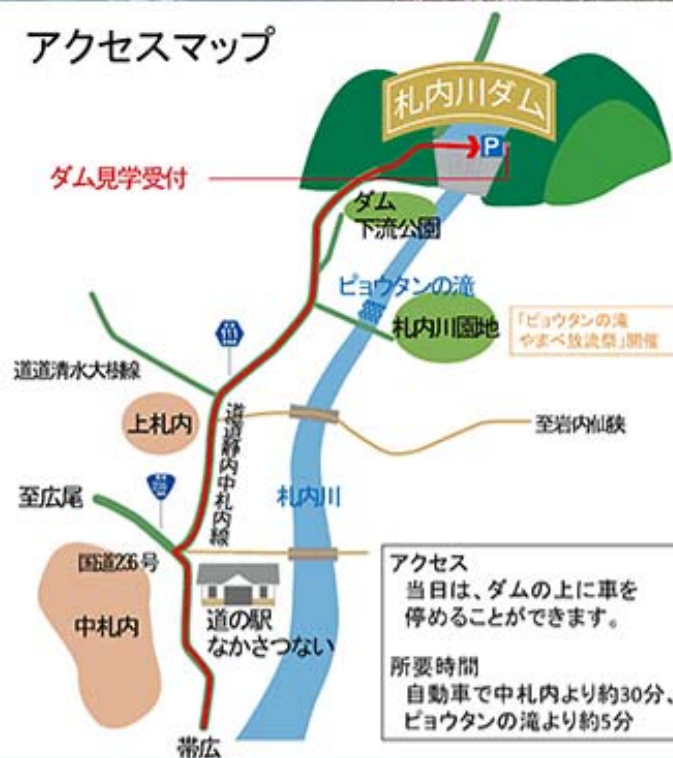 アクセスマップ
札内川ダム
P
ダム見学受付
ダム
下流公園
ピョウタンの滝
札内川園地
「ピョウタンの滝
やまべ放流祭」開催
111
道道清水大樹線
上札内
道道静内中札内線
至岩内仙峡
至広尾
236
札内川
国道236号
中札内
道の駅
なかさつない
帯広
アクセス
当日は、ダムの上に車を
停めることができます。
所要時間
自動車で中札内より約30分、
ピョウタンの滝より約5分